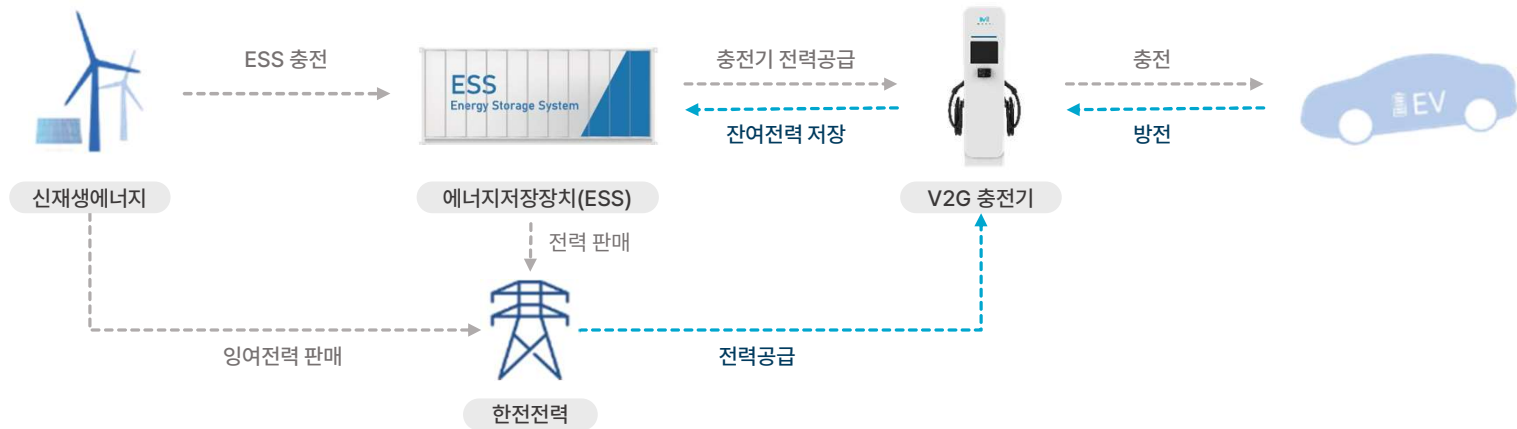 ESS 충전
충전기 전력공급
충전
ESS
Energy Storage System
EV
잔여전력 저장
방전
신재생에너지
에너지저장장치(ESS)
V2G 충전기
전력 판매
잉여전력 판매
전력공급
한전전력